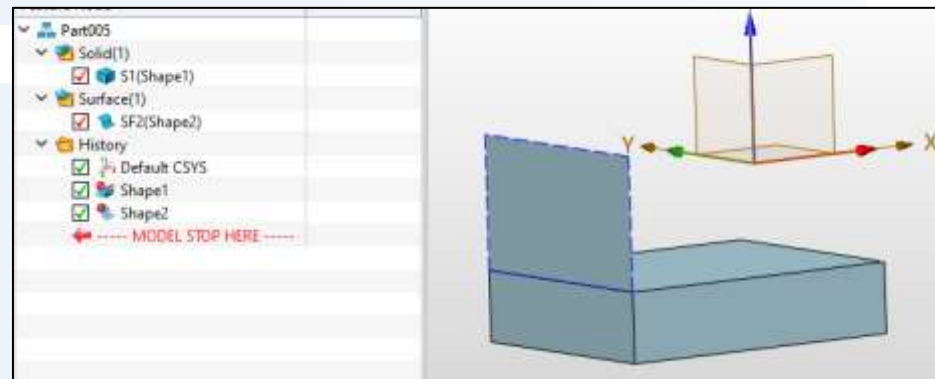 Part005
Solid(1)
S1(Shape1)
Surface(1)
SF2(Shape2)
History
Default CSYS
Shape1
Shape2
----- MODEL STOP HERE -----
Y
X